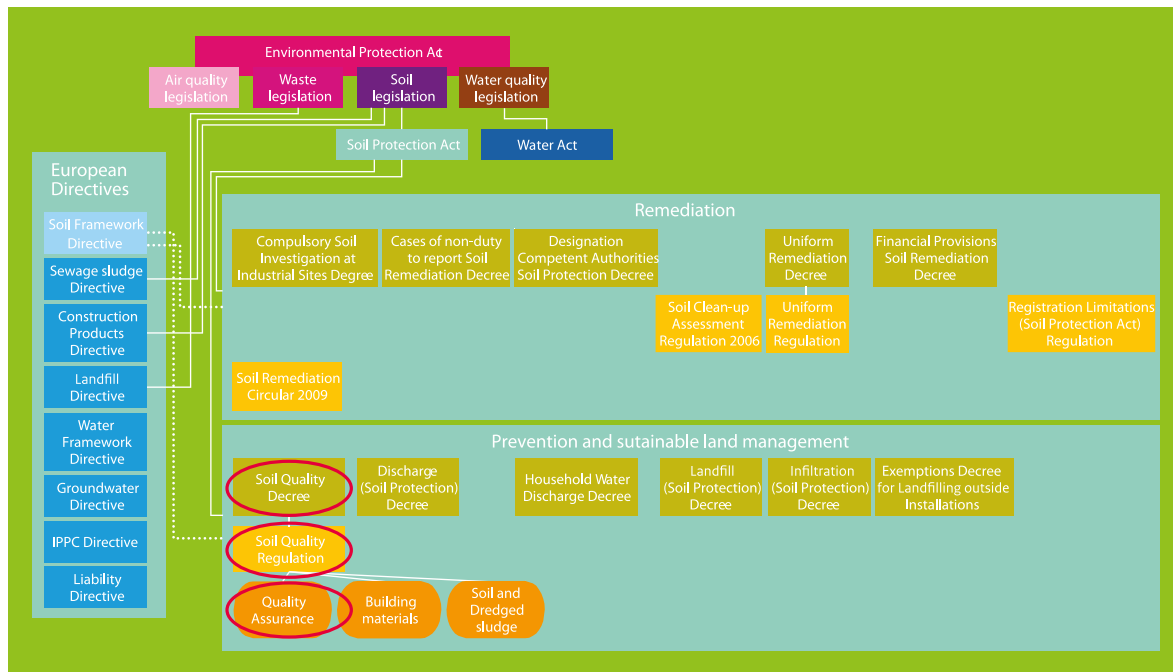 Environmental Protection Act
Air quality
legislation
Waste
legislation
Soil
legislation
Water quality
legislation
Soil Protection Act
Water Act
European
Directives
Soil Framework
Directive
Sewage sludge
Directive
Construction
Products
Directive
Landfill
Directive
Water
Framework
Directive
Groundwater
Directive
IPPC Directive
Liability
Directive
Remediation
Compulsory Soil
Investigation at
Industrial Sites Degree
Cases of non-duty
to report Soil
Remediation Decree
Designation
Competent Authorities
Soil Protection Decree
Uniform
Remediation
Decree
Financial Provisions
Soil Remediation
Decree
Soil Clean-up
Assessment
Regulation 2006
Uniform
Remediation
Regulation
Registration Limitations
(Soil Protection Act)
Regulation
Soil Remediation
Circular 2009
Prevention and sutainable land management
Soil Quality
Decree
Discharge
(Soil Protection)
Decree
Household Water
Discharge Decree
Landfill
(Soil Protection)
Decree
Infiltration
(Soil Protection)
Decree
Exemptions Decree
for Landfilling outside
Installations
Soil Quality
Regulation
Quality
Assurance
Building
materials
Soil and
Dredged
sludge